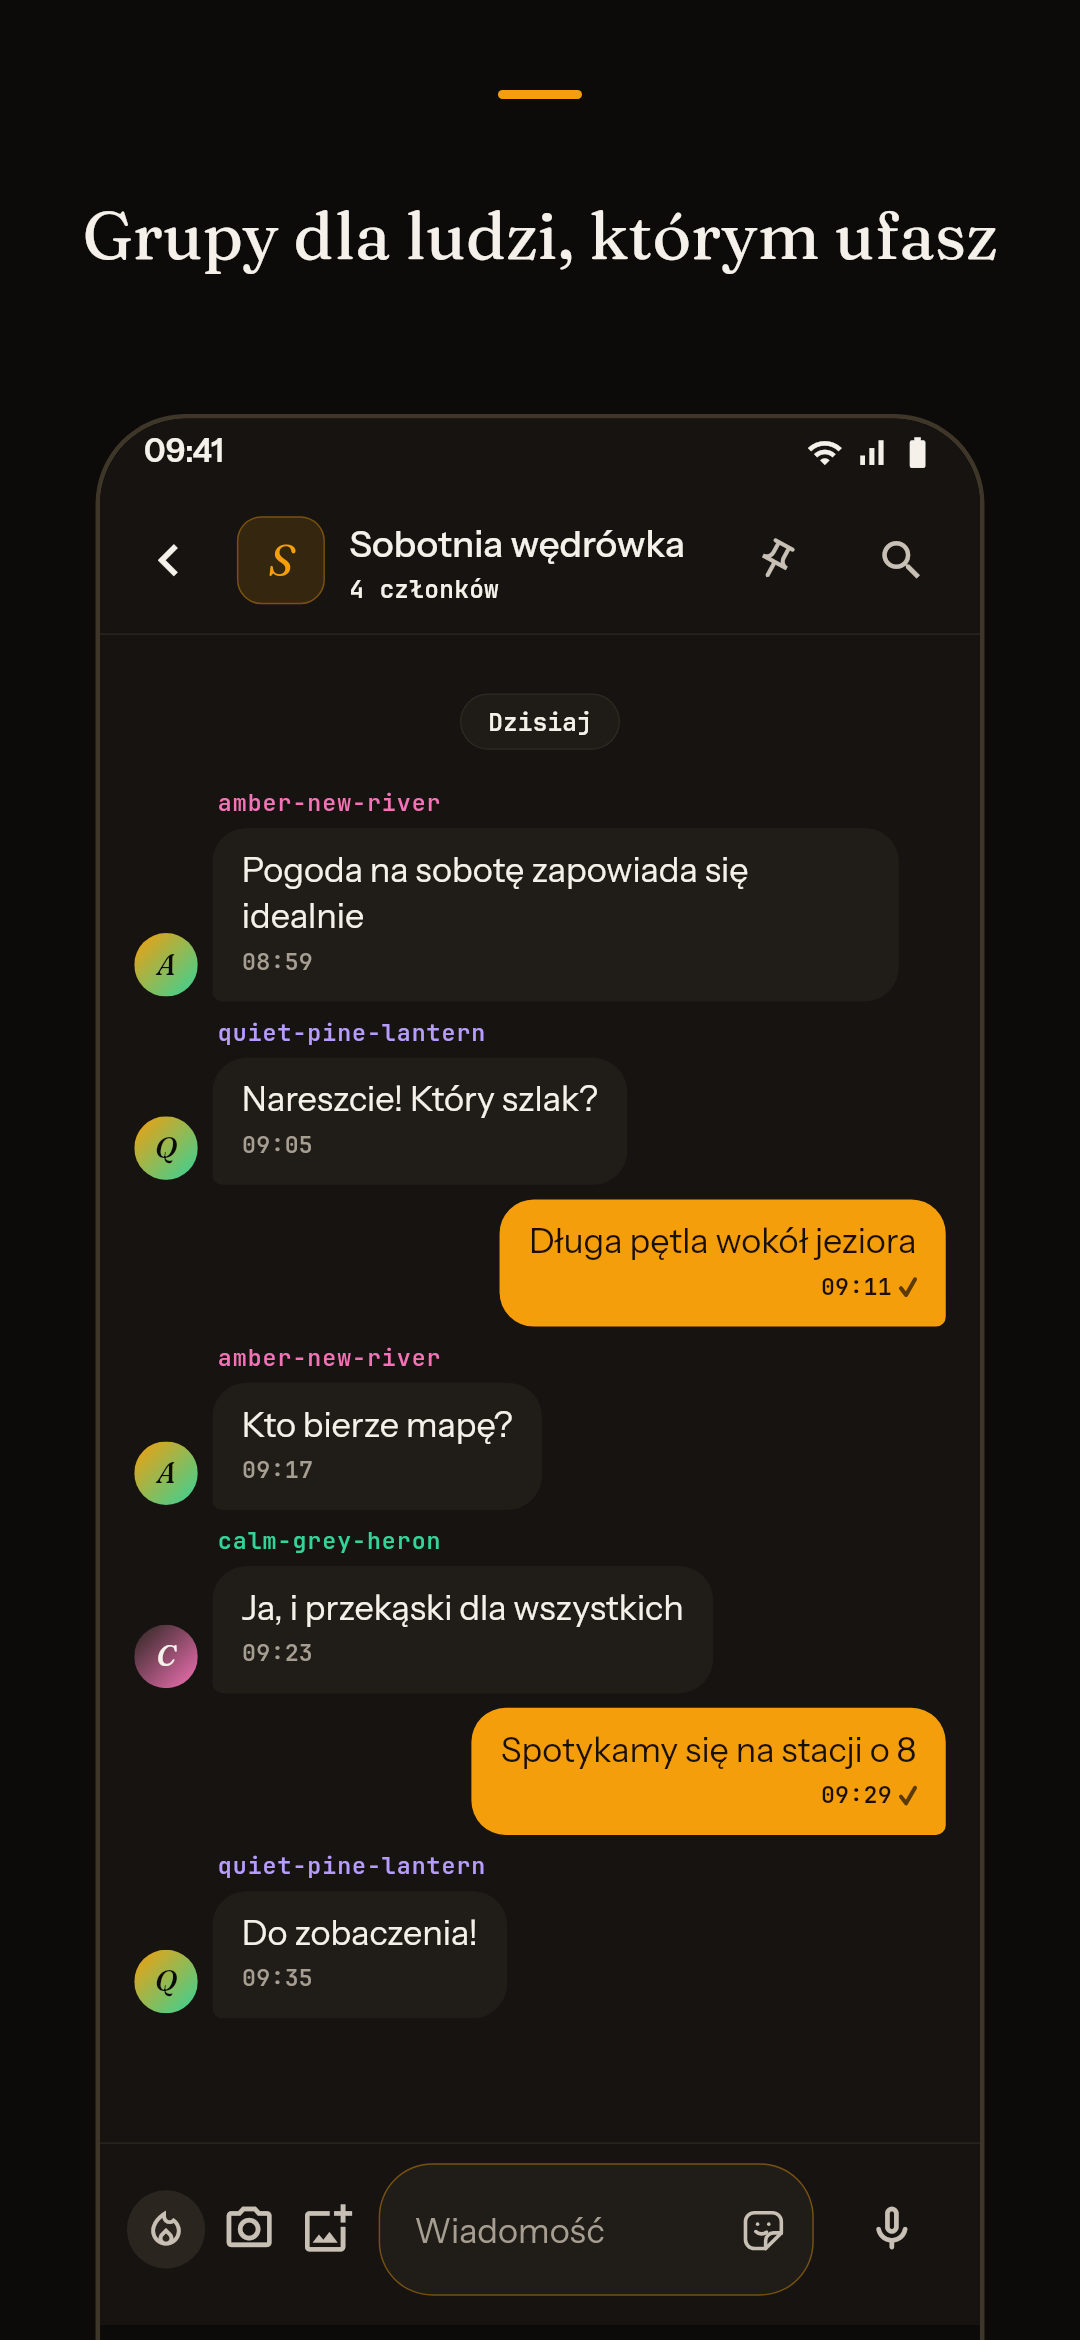 Grupy dla ludzi, którym ufasz
09:41
S
Sobotnia wędrówka
4 członków
Dzisiaj
amber-new-river
Pogoda na sobotę zapowiada się
idealnie
08:59
A
quiet-pine-lantern
Nareszcie! Który szlak?
09:05
Q
Długa pętla wokół jeziora
09:11
amber-new-river
Kto bierze mapę?
09:17
A
calm-grey-heron
Ja, i przekąski dla wszystkich
09:23
C
Spotykamy się na stacji o 8
09:29
quiet-pine-lantern
Do zobaczenia!
09:35
Q
Wiadomość